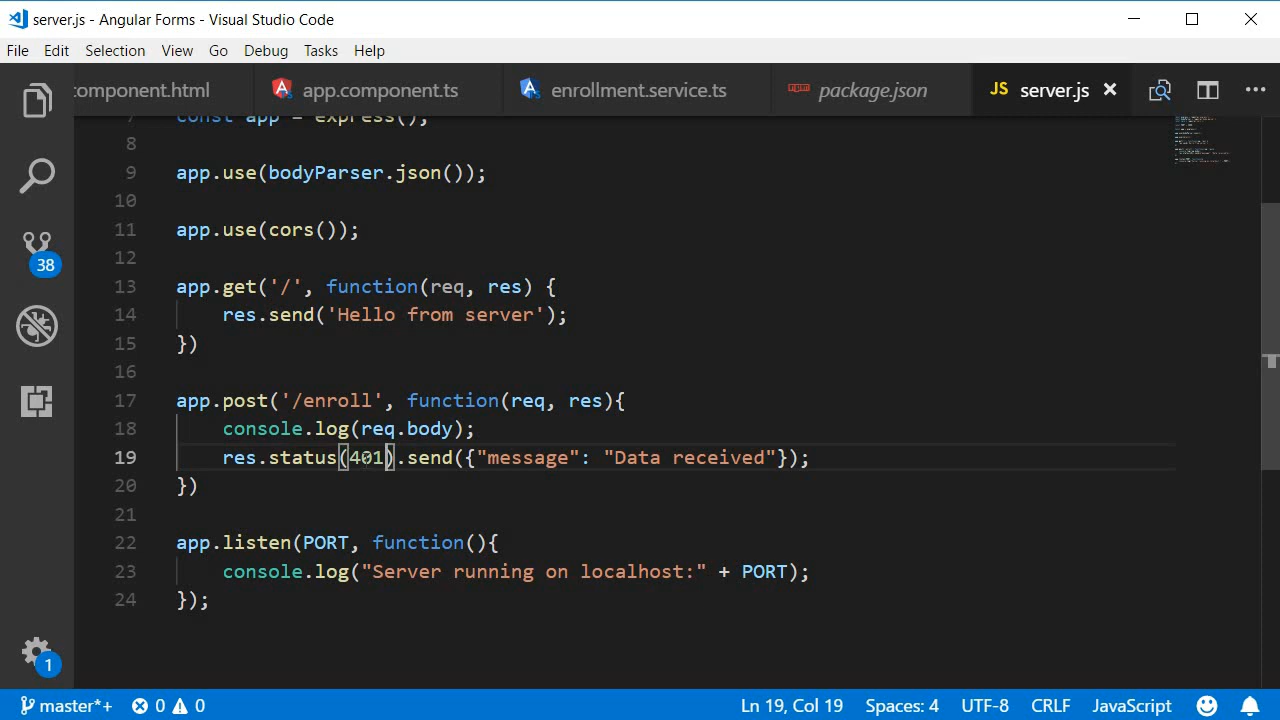 server.js - Angular Forms - Visual Studio Code
File Edit Selection View Go Debug Tasks Help
component.html app.component.ts enrollment.service.ts package.json JS server.js
7 const app = express();
8
9 app.use(bodyParser.json());
10
11 app.use(cors());
12
13 app.get('/', function(req, res) {
14 res.send('Hello from server');
15 })
16
17 app.post('/enroll', function(req, res){
18 console.log(req.body);
19 res.status(401).send({"message": "Data received"});
20 })
21
22 app.listen(PORT, function(){
23 console.log("Server running on localhost:" + PORT);
24 });
38
1
master*+ 0 0 Ln 19, Col 19 Spaces: 4 UTF-8 CRLF JavaScript